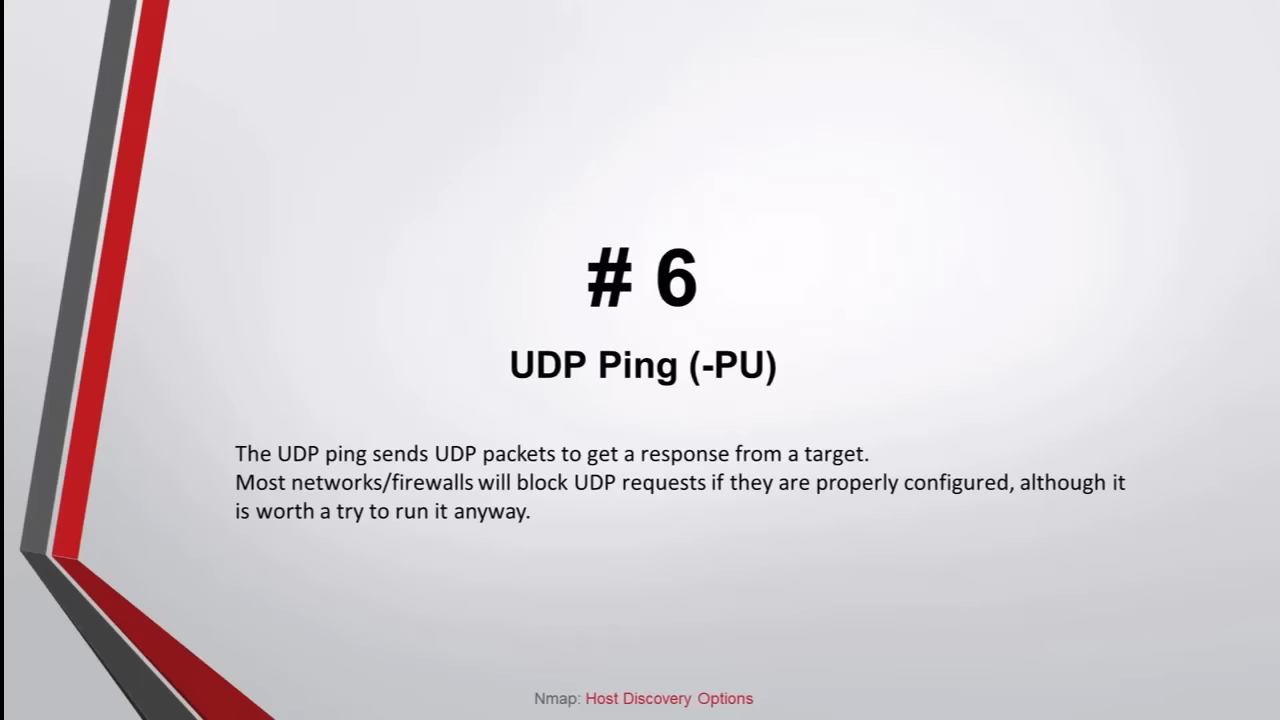 # 6
UDP Ping (-PU)
The UDP ping sends UDP packets to get a response from a target.
Most networks/firewalls will block UDP requests if they are properly configured, although it
is worth a try to run it anyway.
Nmap: Host Discovery Options